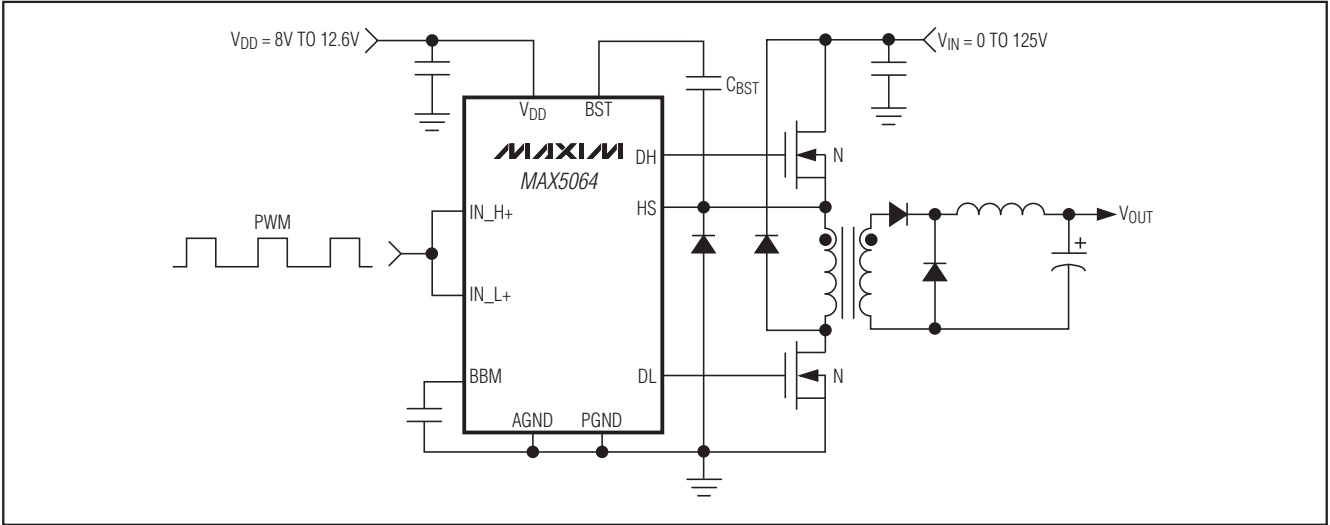 V_DD = 8V TO 12.6V
V_IN = 0 TO 125V
C_BST
V_DD
BST
MAXIM
MAX5064
DH
N
HS
IN_H+
PWM
V_OUT
+
IN_L+
BBM
DL
N
AGND
PGND